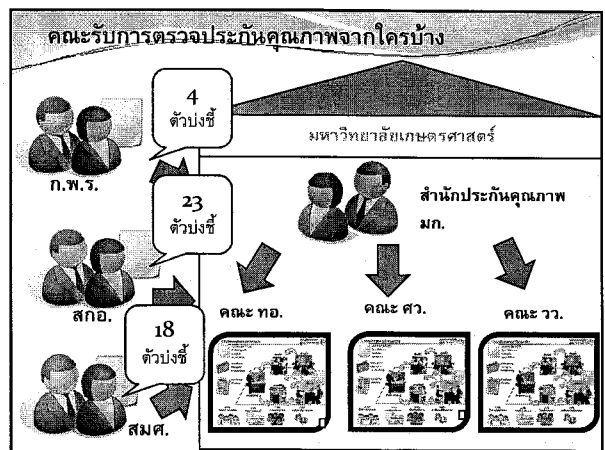 คณะรับการตรวจประกันคุณภาพจากใครบ้าง
4
ตัวบ่งชี้
มหาวิทยาลัยเกษตรศาสตร์
ก.พ.ร.
23
ตัวบ่งชี้
สำนักประกันคุณภาพ
มก.
สกอ.
18
ตัวบ่งชี้
สมศ.
คณะ ทอ.
คณะ ศว.
คณะ วว.